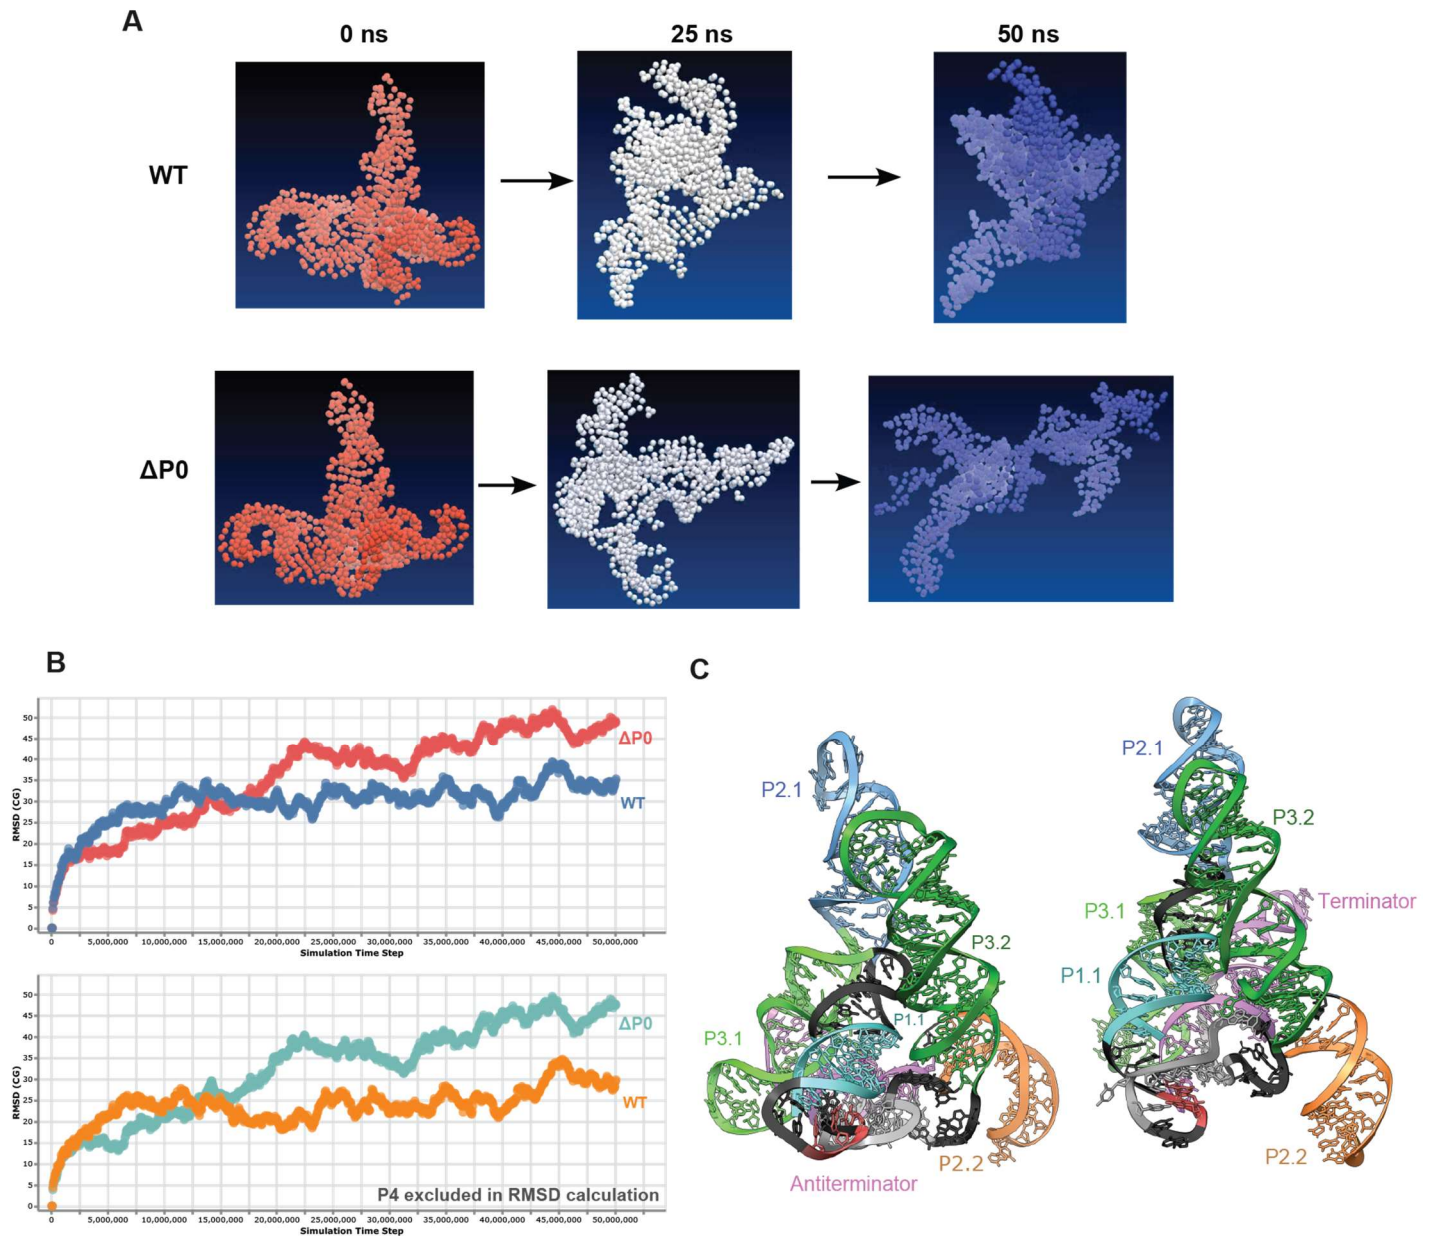 A
0 ns
25 ns
50 ns
WT
ΔP0
B
50
45
40
35
30
25
20
15
10
5
0
RMSD (CG)
ΔP0
WT
0
5,000,000
10,000,000
15,000,000
20,000,000
25,000,000
30,000,000
35,000,000
40,000,000
45,000,000
50,000,000
Simulation Time Step
50
45
40
35
30
25
20
15
10
5
0
RMSD (CG)
ΔP0
WT
P4 excluded in RMSD calculation
0
5,000,000
10,000,000
15,000,000
20,000,000
25,000,000
30,000,000
35,000,000
40,000,000
45,000,000
50,000,000
Simulation Time Step
C
P2.1
P3.2
P1.1
P3.1
P2.2
Antiterminator
P2.1
P3.2
P3.1
Terminator
P1.1
P2.2